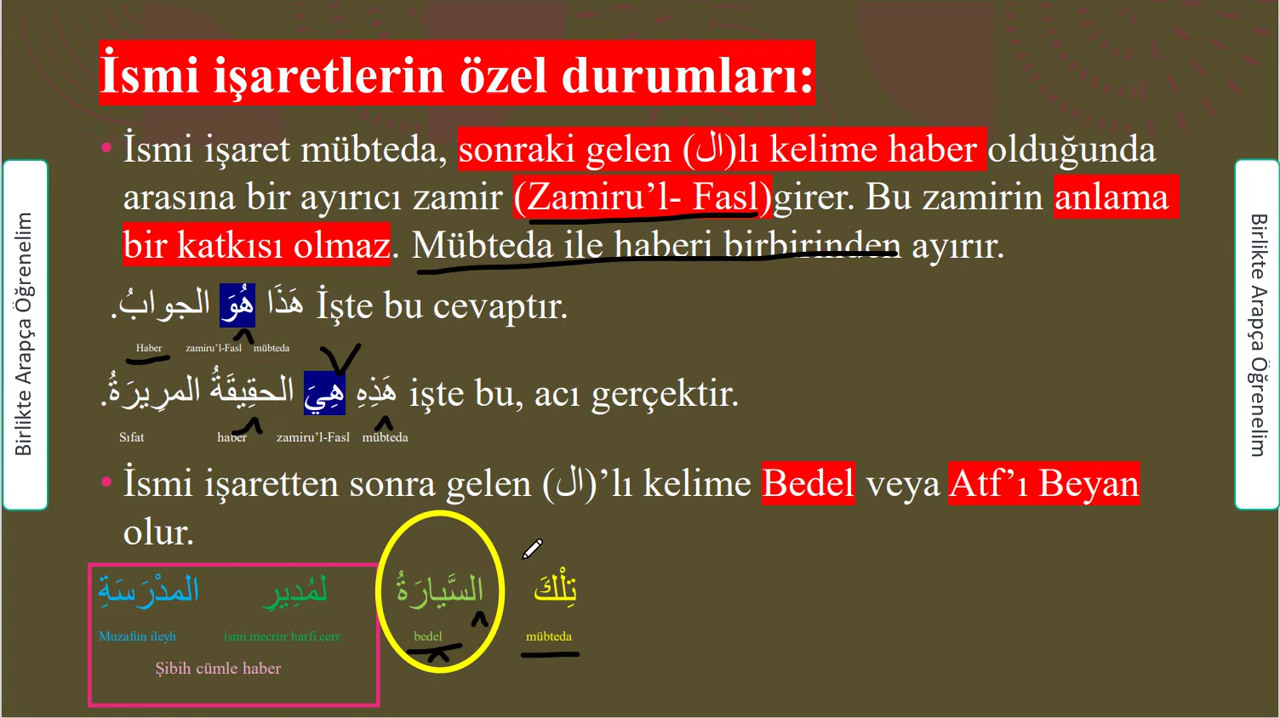 İsmi işaretlerin özel durumları:
• İsmi işaret mübteda, sonraki gelen (ال)lı kelime haber olduğunda
arasına bir ayırıcı zamir (Zamiru’l- Fasl)girer. Bu zamirin anlama
bir katkısı olmaz. Mübteda ile haberi birbirinden ayırır.
هَذَا هُوَ الجوابُ. İşte bu cevaptır.
Haber zamiru’l-Fasl mübteda
هَذِهِ هِيَ الحقِيقَةُ المرِيرَةُ. işte bu, acı gerçektir.
Sıfat haber zamiru’l-Fasl mübteda
• İsmi işaretten sonra gelen (ال)’lı kelime Bedel veya Atf’ı Beyan
olur.
تِلْكَ السَّيارَةُ لمُدِيرِ المدْرَسَةِ
Muzafun ileyh ismi mecrur harfi cerr bedel mübteda
Şibih cümle haber
Birlikte Arapça Öğrenelim
Birlikte Arapça Öğrenelim